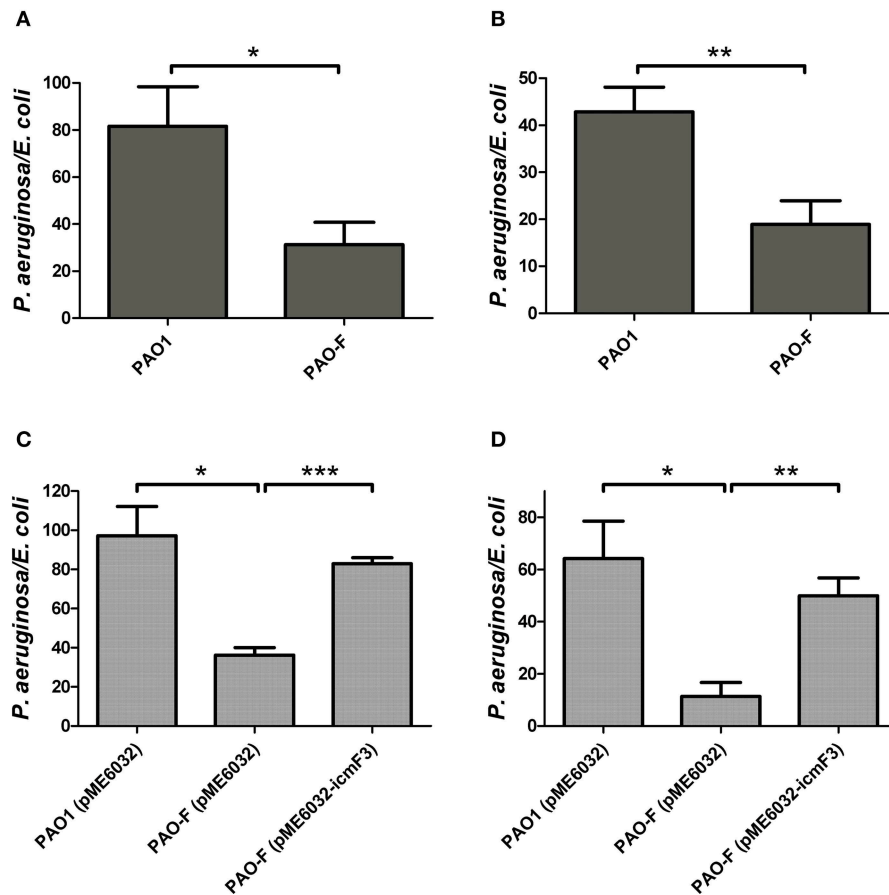 A
*
P. aeruginosa/E. coli
100
80
60
40
20
0
PAO1
PAO-F
B
**
P. aeruginosa/E. coli
50
40
30
20
10
0
PAO1
PAO-F
C
*
***
P. aeruginosa/E. coli
120
100
80
60
40
20
0
PAO1 (pME6032)
PAO-F (pME6032)
PAO-F (pME6032-icmF3)
D
*
**
P. aeruginosa/E. coli
80
60
40
20
0
PAO1 (pME6032)
PAO-F (pME6032)
PAO-F (pME6032-icmF3)